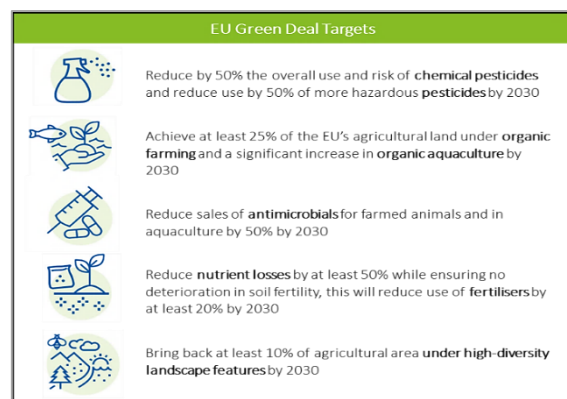 EU Green Deal Targets
Reduce by 50% the overall use and risk of chemical pesticides
and reduce use by 50% of more hazardous pesticides by 2030
Achieve at least 25% of the EU's agricultural land under organic
farming and a significant increase in organic aquaculture by
2030
Reduce sales of antimicrobials for farmed animals and in
aquaculture by 50% by 2030
Reduce nutrient losses by at least 50% while ensuring no
deterioration in soil fertility, this will reduce use of fertilisers by
at least 20% by 2030
Bring back at least 10% of agricultural area under high-diversity
landscape features by 2030